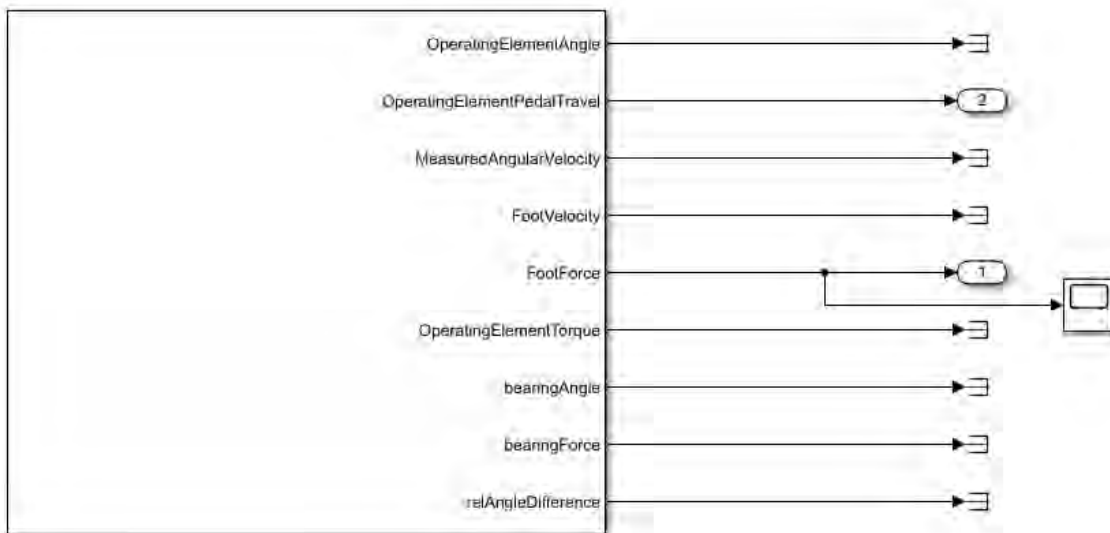 OperatingElementAngle
OperatingElementPedalTravel
2
MeasuredAngularVelocity
FootVelocity
FootForce
1
OperatingElementTorque
bearingAngle
bearingForce
relAngleDifference